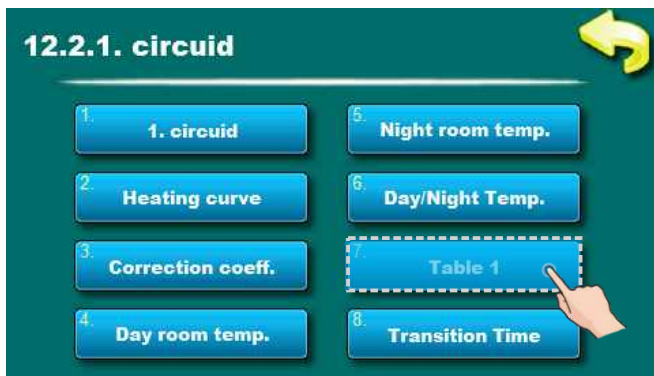 12.2.1. circuid
1.
1. circuid
2.
Heating curve
3.
Correction coeff.
4.
Day room temp.
5.
Night room temp.
6.
Day/Night Temp.
7.
Table 1
8.
Transition Time